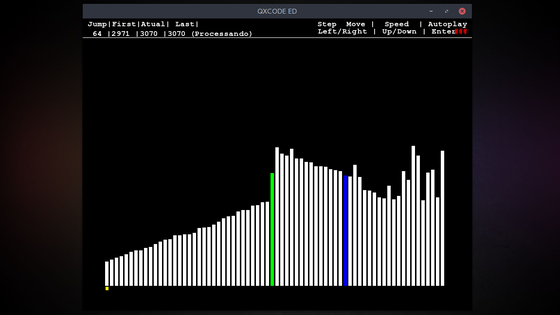 QXCODE ED
Jump|First|Atual| Last|
64 |2971 |3070 |3070 (Processando)
Step Move | Speed | Autoplay
Left/Right | Up/Down | Enter